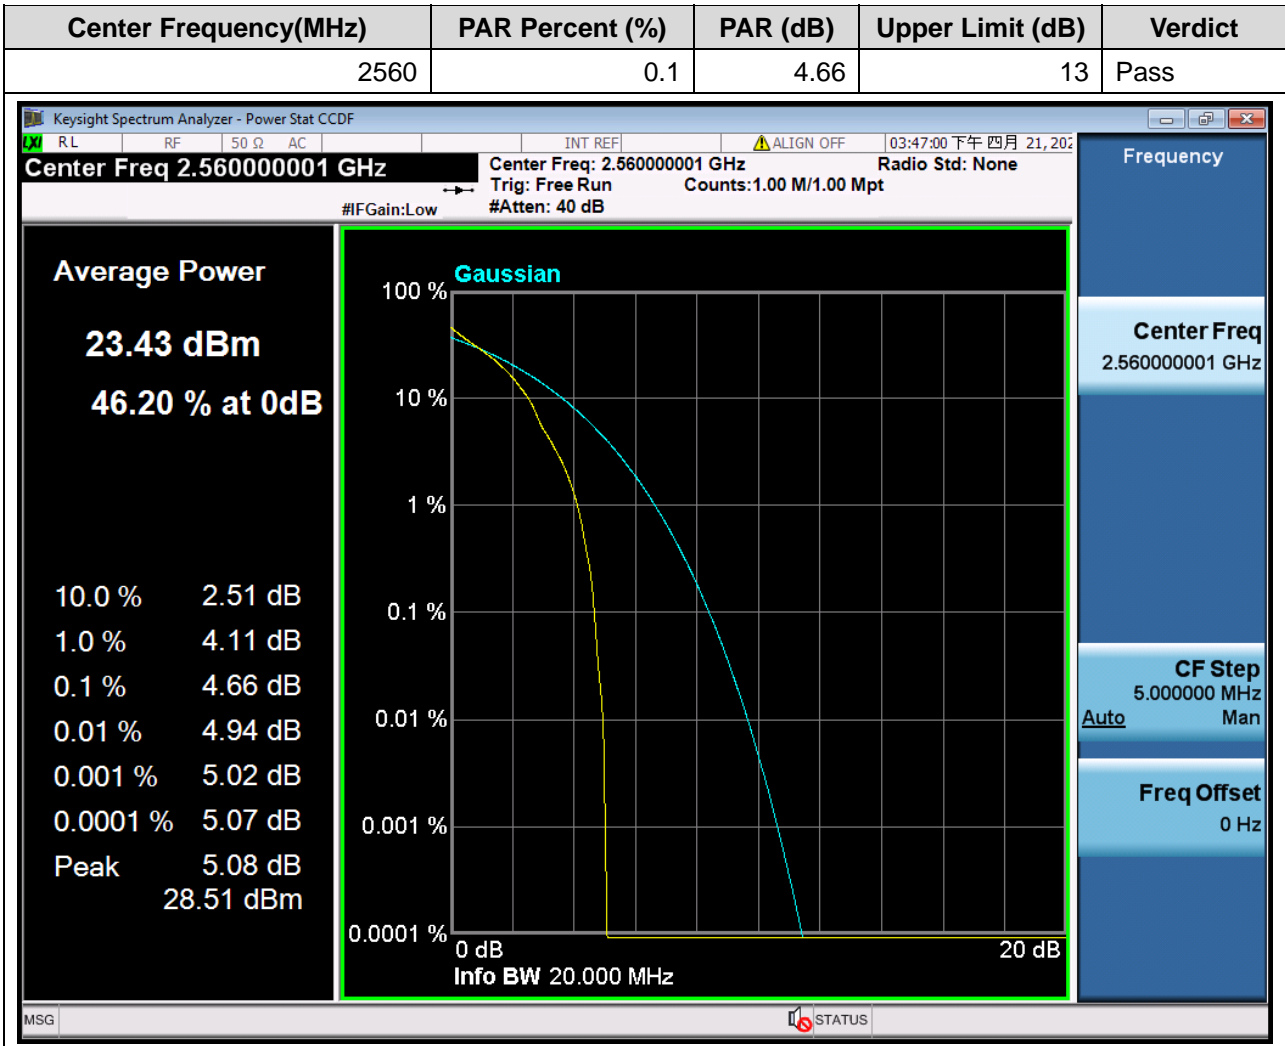 Center Frequency(MHz) PAR Percent (%) PAR (dB) Upper Limit (dB) Verdict
2560 0.1 4.66 13 Pass
Keysight Spectrum Analyzer - Power Stat CCDF
LXI RL RF 50 Ω AC INT REF ALIGN OFF 03:47:00 下午 四月 21, 202
Center Freq 2.560000001 GHz
Center Freq: 2.560000001 GHz Radio Std: None
Trig: Free Run Counts:1.00 M/1.00 Mpt
#IFGain:Low #Atten: 40 dB
Frequency
Average Power
23.43 dBm
46.20 % at 0dB
10.0 % 2.51 dB
1.0 % 4.11 dB
0.1 % 4.66 dB
0.01 % 4.94 dB
0.001 % 5.02 dB
0.0001 % 5.07 dB
Peak 5.08 dB
28.51 dBm
Gaussian
100 %
10 %
1 %
0.1 %
0.01 %
0.001 %
0.0001 %
0 dB 20 dB
Info BW 20.000 MHz
Center Freq
2.560000001 GHz
CF Step
5.000000 MHz
Auto Man
Freq Offset
0 Hz
MSG STATUS